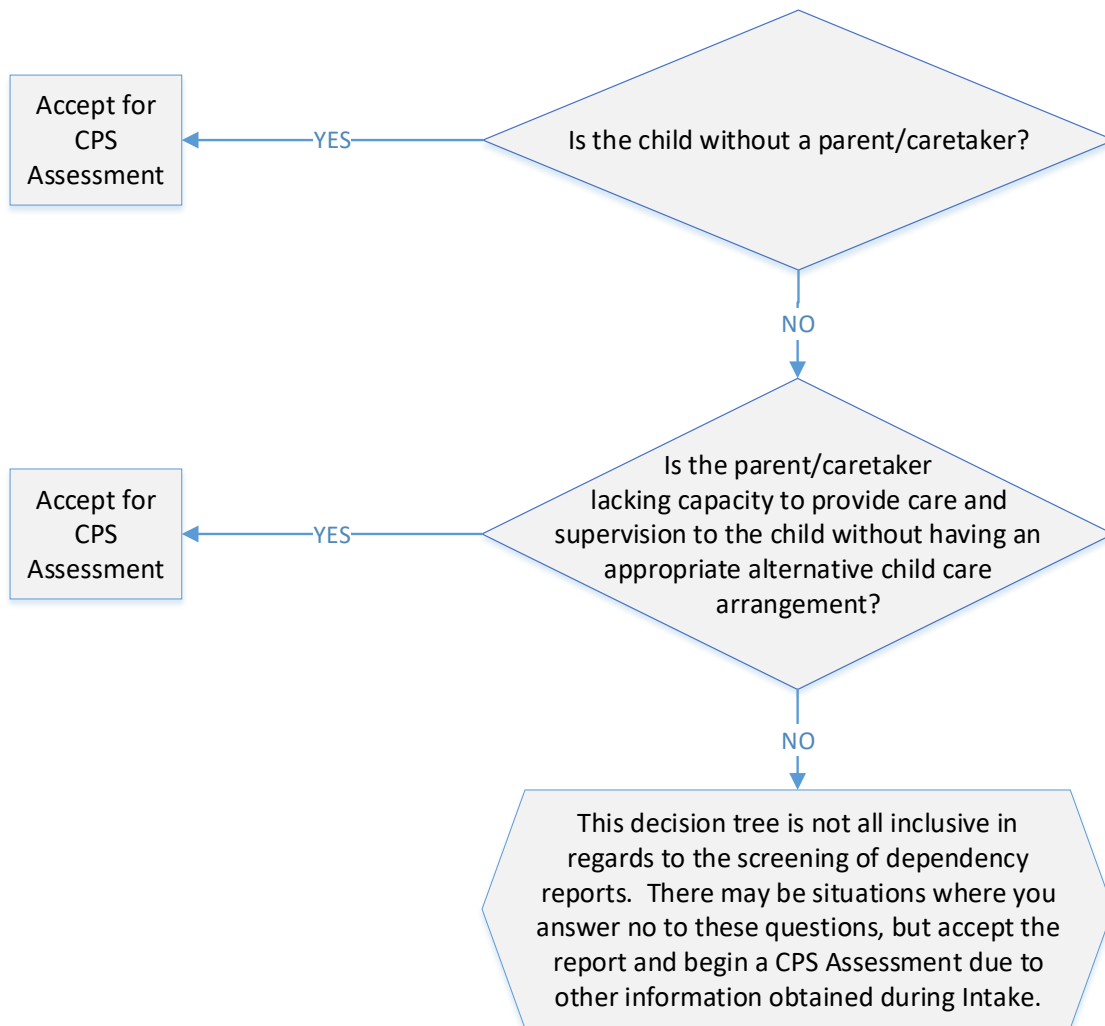 Accept for
CPS
Assessment
YES
Is the child without a parent/caretaker?
NO
Accept for
CPS
Assessment
YES
Is the parent/caretaker
lacking capacity to provide care and
supervision to the child without having an
appropriate alternative child care
arrangement?
NO
This decision tree is not all inclusive in
regards to the screening of dependency
reports.  There may be situations where you
answer no to these questions, but accept the
report and begin a CPS Assessment due to
other information obtained during Intake.